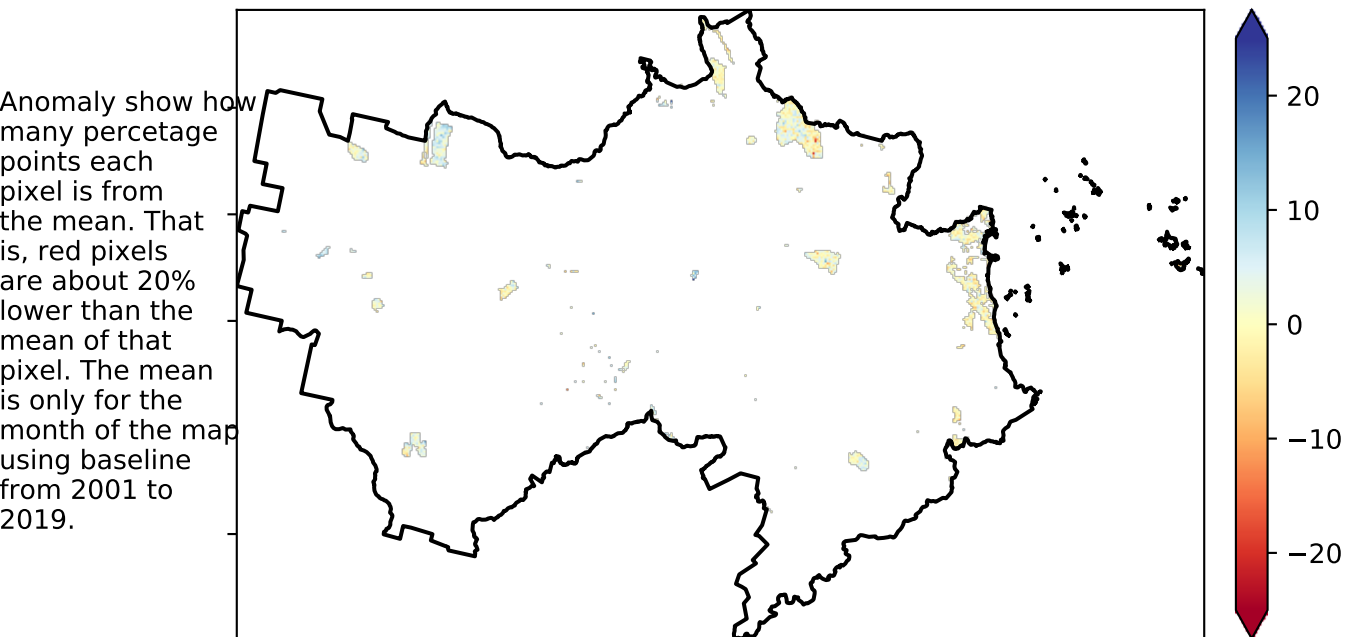 Anomaly show how
many percetage
points each
pixel is from
the mean. That
is, red pixels
are about 20%
lower than the
mean of that
pixel. The mean
is only for the
month of the map
using baseline
from 2001 to
2019.
20
10
0
−10
−20